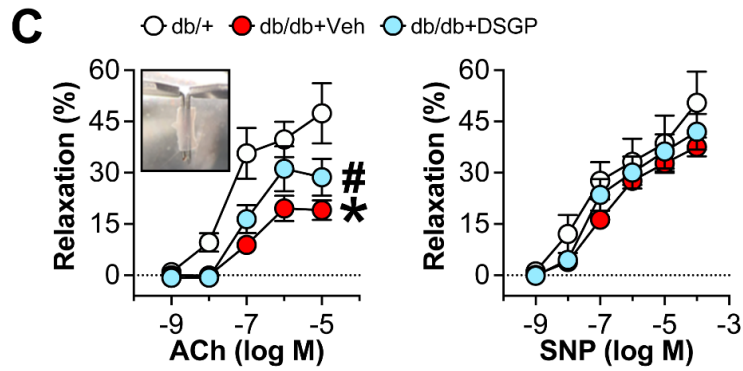 C
db/+ db/db+Veh db/db+DSGP
Relaxation (%)
60
45
30
15
0
#
*
-9 -7 -5
ACh (log M)
Relaxation (%)
60
45
30
15
0
-9 -7 -5 -3
SNP (log M)